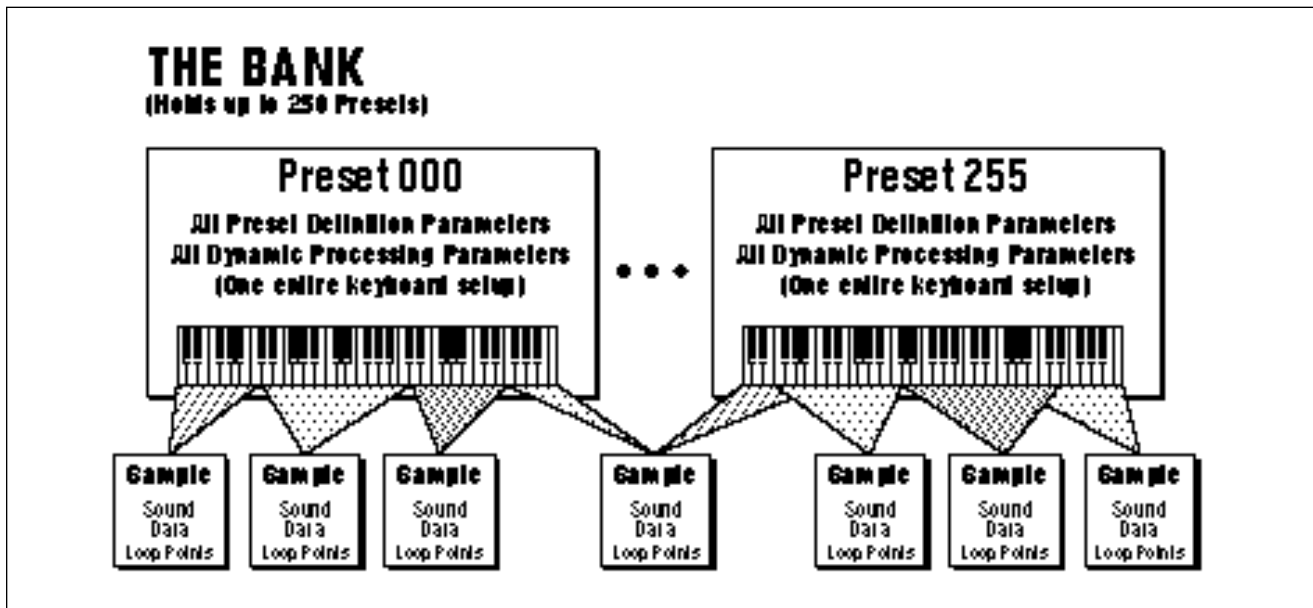 THE BANK
(Holds up to 250 Presets)
Preset 000
All Preset Definition Parameters
All Dynamic Processing Parameters
(One entire keyboard setup)
Preset 255
All Preset Definition Parameters
All Dynamic Processing Parameters
(One entire keyboard setup)
Sample
Sound
Data
Loop Points
Sample
Sound
Data
Loop Points
Sample
Sound
Data
Loop Points
Sample
Sound
Data
Loop Points
Sample
Sound
Data
Loop Points
Sample
Sound
Data
Loop Points
Sample
Sound
Data
Loop Points